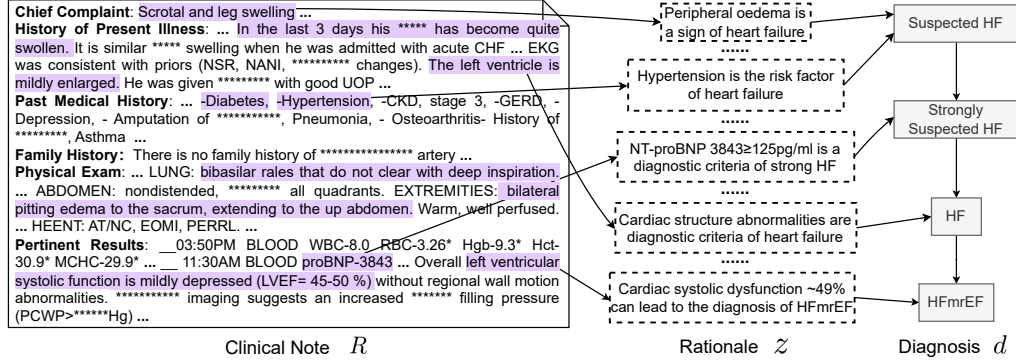 Chief Complaint: Scrotal and leg swelling ...
History of Present Illness: ... In the last 3 days his ***** has become quite
swollen. It is similar ***** swelling when he was admitted with acute CHF ... EKG
was consistent with priors (NSR, NANI, ********** changes). The left ventricle is
mildly enlarged. He was given ********* with good UOP ...
Past Medical History: ... -Diabetes, -Hypertension, -CKD, stage 3, -GERD, -
Depression, - Amputation of ***********, Pneumonia, - Osteoarthritis- History of
*********, Asthma ...
Family History: There is no family history of **************** artery ...
Physical Exam: ... LUNG: bibasilar rales that do not clear with deep inspiration.
... ABDOMEN: nondistended, ********* all quadrants. EXTREMITIES: bilateral
pitting edema to the sacrum, extending to the up abdomen. Warm, well perfused.
... HEENT: AT/NC, EOMI, PERRL. ...
Pertinent Results: __03:50PM BLOOD WBC-8.0 RBC-3.26* Hgb-9.3* Hct-
30.9* MCHC-29.9* ... __ 11:30AM BLOOD proBNP-3843 ... Overall left ventricular
systolic function is mildly depressed (LVEF= 45-50 %) without regional wall motion
abnormalities. *********** imaging suggests an increased ******* filling pressure
(PCWP>******Hg) ...
Clinical Note R
Peripheral oedema is
a sign of heart failure
......
Hypertension is the risk factor
of heart failure
......
NT-proBNP 3843≥125pg/ml is a
diagnostic criteria of strong HF
......
Cardiac structure abnormalities are
diagnostic criteria of heart failure
......
Cardiac systolic dysfunction ~49%
can lead to the diagnosis of HFmrEF
Rationale z
Suspected HF
Strongly
Suspected HF
HF
HFmrEF
Diagnosis d